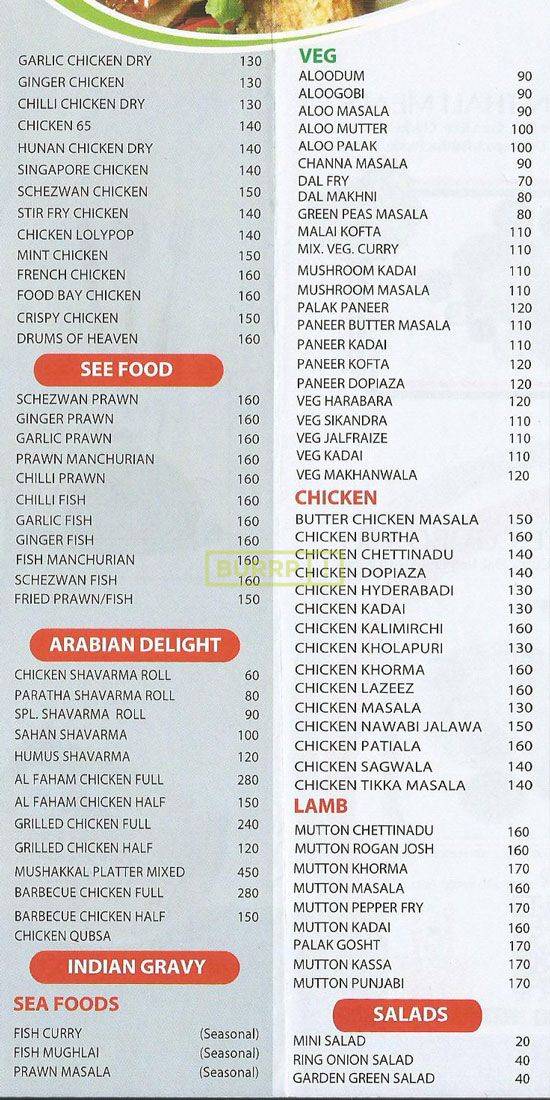 GARLIC CHICKEN DRY 130
GINGER CHICKEN 130
CHILLI CHICKEN DRY 130
CHICKEN 65 140
HUNAN CHICKEN DRY 140
SINGAPORE CHICKEN 140
SCHEZWAN CHICKEN 150
STIR FRY CHICKEN 140
CHICKEN LOLYPOP 140
MINT CHICKEN 150
FRENCH CHICKEN 160
FOOD BAY CHICKEN 160
CRISPY CHICKEN 150
DRUMS OF HEAVEN 160
SEE FOOD
SCHEZWAN PRAWN 160
GINGER PRAWN 160
GARLIC PRAWN 160
PRAWN MANCHURIAN 160
CHILLI PRAWN 160
CHILLI FISH 160
GARLIC FISH 160
GINGER FISH 160
FISH MANCHURIAN 160
SCHEZWAN FISH 160
FRIED PRAWN/FISH 150
ARABIAN DELIGHT
CHICKEN SHAVARMA ROLL 60
PARATHA SHAVARMA ROLL 80
SPL. SHAVARMA ROLL 90
SAHAN SHAVARMA 100
HUMUS SHAVARMA 120
AL FAHAM CHICKEN FULL 280
AL FAHAM CHICKEN HALF 150
GRILLED CHICKEN FULL 240
GRILLED CHICKEN HALF 120
MUSHAKKAL PLATTER MIXED 450
BARBECUE CHICKEN FULL 280
BARBECUE CHICKEN HALF 150
CHICKEN QUBSA
INDIAN GRAVY
SEA FOODS
FISH CURRY (Seasonal)
FISH MUGHLAI (Seasonal)
PRAWN MASALA (Seasonal)
VEG
ALOODUM 90
ALOOGOBI 90
ALOO MASALA 90
ALOO MUTTER 100
ALOO PALAK 100
CHANNA MASALA 90
DAL FRY 70
DAL MAKHNI 80
GREEN PEAS MASALA 80
MALAI KOFTA 110
MIX. VEG. CURRY 110
MUSHROOM KADAI 110
MUSHROOM MASALA 110
PALAK PANEER 120
PANEER BUTTER MASALA 110
PANEER KADAI 110
PANEER KOFTA 120
PANEER DOPIAZA 120
VEG HARABARA 120
VEG SIKANDRA 110
VEG JALFRAIZE 110
VEG KADAI 110
VEG MAKHANWALA 120
CHICKEN
BUTTER CHICKEN MASALA 150
CHICKEN BURTHA 160
CHICKEN CHETTINADU 140
CHICKEN DOPIAZA 140
CHICKEN HYDERABADI 130
CHICKEN KADAI 130
CHICKEN KALIMIRCHI 160
CHICKEN KHOLAPURI 130
CHICKEN KHORMA 160
CHICKEN LAZEEZ 160
CHICKEN MASALA 130
CHICKEN NAWABI JALAWA 150
CHICKEN PATIALA 160
CHICKEN SAGWALA 140
CHICKEN TIKKA MASALA 140
LAMB
MUTTON CHETTINADU 160
MUTTON ROGAN JOSH 160
MUTTON KHORMA 170
MUTTON MASALA 160
MUTTON PEPPER FRY 170
MUTTON KADAI 160
PALAK GOSHT 170
MUTTON KASSA 170
MUTTON PUNJABI 170
SALADS
MINI SALAD 20
RING ONION SALAD 40
GARDEN GREEN SALAD 40
BURRP